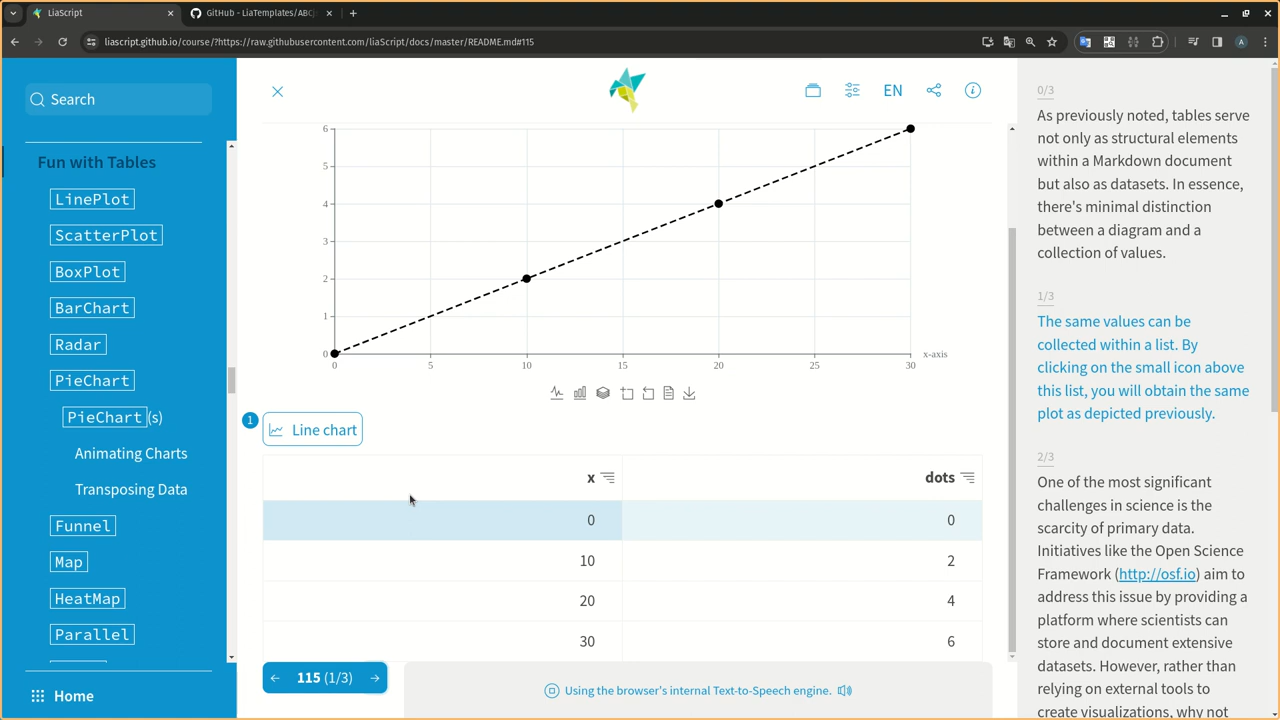 LiaScript
GitHub - LiaTemplates/ABC
liascript.github.io/course/?https://raw.githubusercontent.com/liaScript/docs/master/README.md#115
A
Search
Fun with Tables
LinePlot
ScatterPlot
BoxPlot
BarChart
Radar
PieChart
PieChart(s)
Animating Charts
Transposing Data
Funnel
Map
HeatMap
Parallel
Home
EN
6
5
4
3
2
1
0
0 5 10 15 20 25 30
x-axis
1
Line chart
x dots
0 0
10 2
20 4
30 6
115 (1/3)
Using the browser's internal Text-to-Speech engine.
0/3
As previously noted, tables serve
not only as structural elements
within a Markdown document
but also as datasets. In essence,
there's minimal distinction
between a diagram and a
collection of values.
1/3
The same values can be
collected within a list. By
clicking on the small icon above
this list, you will obtain the same
plot as depicted previously.
2/3
One of the most significant
challenges in science is the
scarcity of primary data.
Initiatives like the Open Science
Framework (http://osf.io) aim to
address this issue by providing a
platform where scientists can
store and document extensive
datasets. However, rather than
relying on external tools to
create visualizations, why not